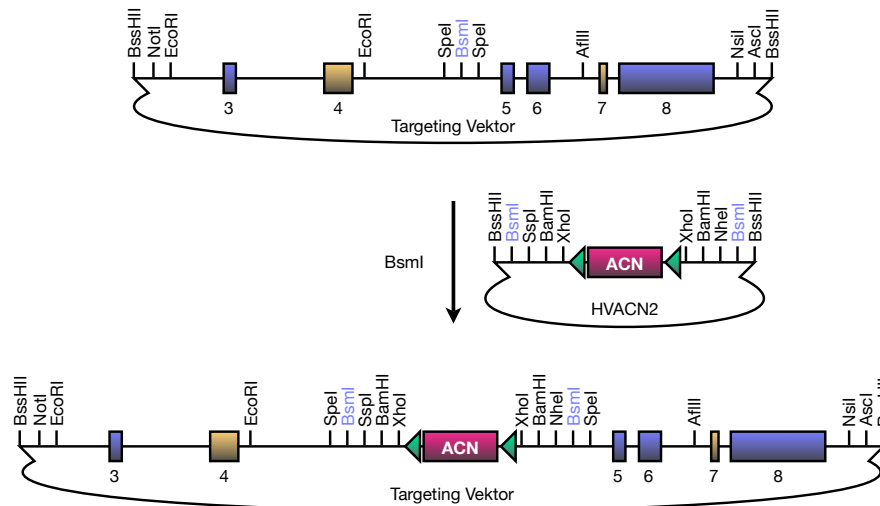 BssHII NotI EcoRI EcoRI SpeI BsmI SpeI AflII NsiI AscI BssHII
3 4 5 6 7 8
Targeting Vektor
BsmI
BssHII BsmI SspI BamHI XhoI XhoI BamHI NheI BsmI BssHII
ACN
HVACN2
BssHII NotI EcoRI EcoRI SpeI BsmI SspI BamHI XhoI XhoI BamHI NheI BsmI SpeI AflII NsiI AscI
ACN
3 4 5 6 7 8
Targeting Vektor